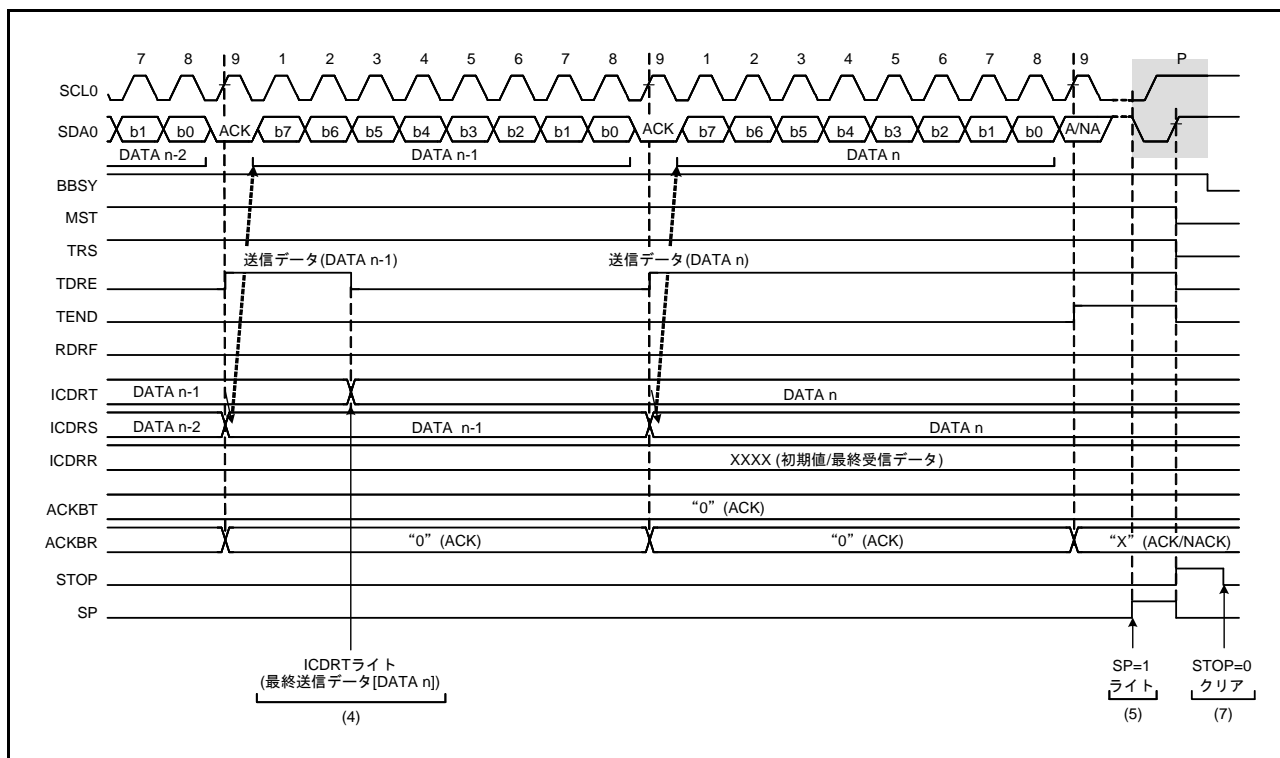 7 8 9 1 2 3 4 5 6 7 8 9 1 2 3 4 5 6 7 8 9 P
SCL0
SDA0 b1 b0 ACK b7 b6 b5 b4 b3 b2 b1 b0 ACK b7 b6 b5 b4 b3 b2 b1 b0 A/NA
DATA n-2 DATA n-1 DATA n
BBSY
MST
TRS
送信データ(DATA n-1) 送信データ(DATA n)
TDRE
TEND
RDRF
ICDRT DATA n-1 DATA n
ICDRS DATA n-2 DATA n-1 DATA n
ICDRR XXXX (初期値/最終受信データ)
ACKBT “0” (ACK)
ACKBR “0” (ACK) “0” (ACK) “X” (ACK/NACK)
STOP
SP
ICDRTライト
(最終送信データ[DATA n])
(4)
SP=1
ライト
(5)
STOP=0
クリア
(7)